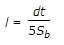 I = dt / 5S_b